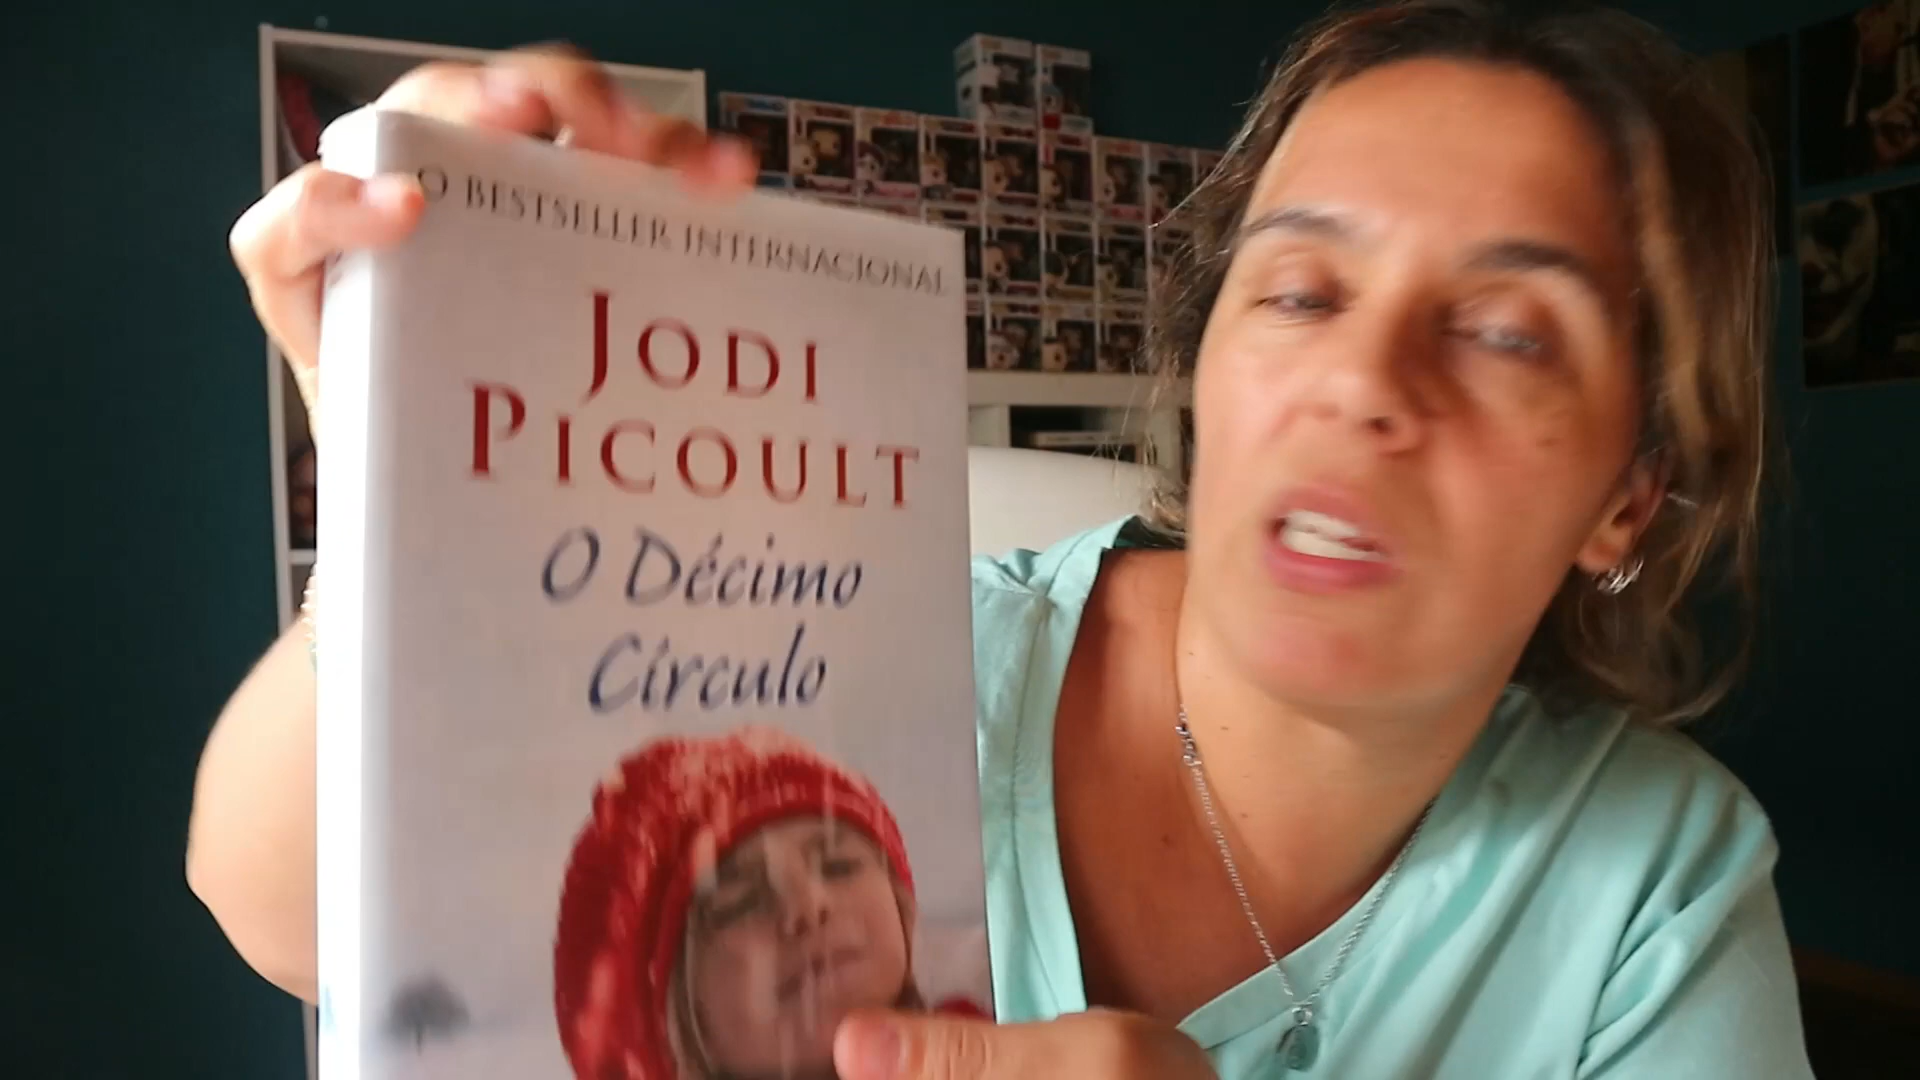 O BESTSELLER INTERNACIONAL
JODI
PICOULT
O Décimo
Círculo